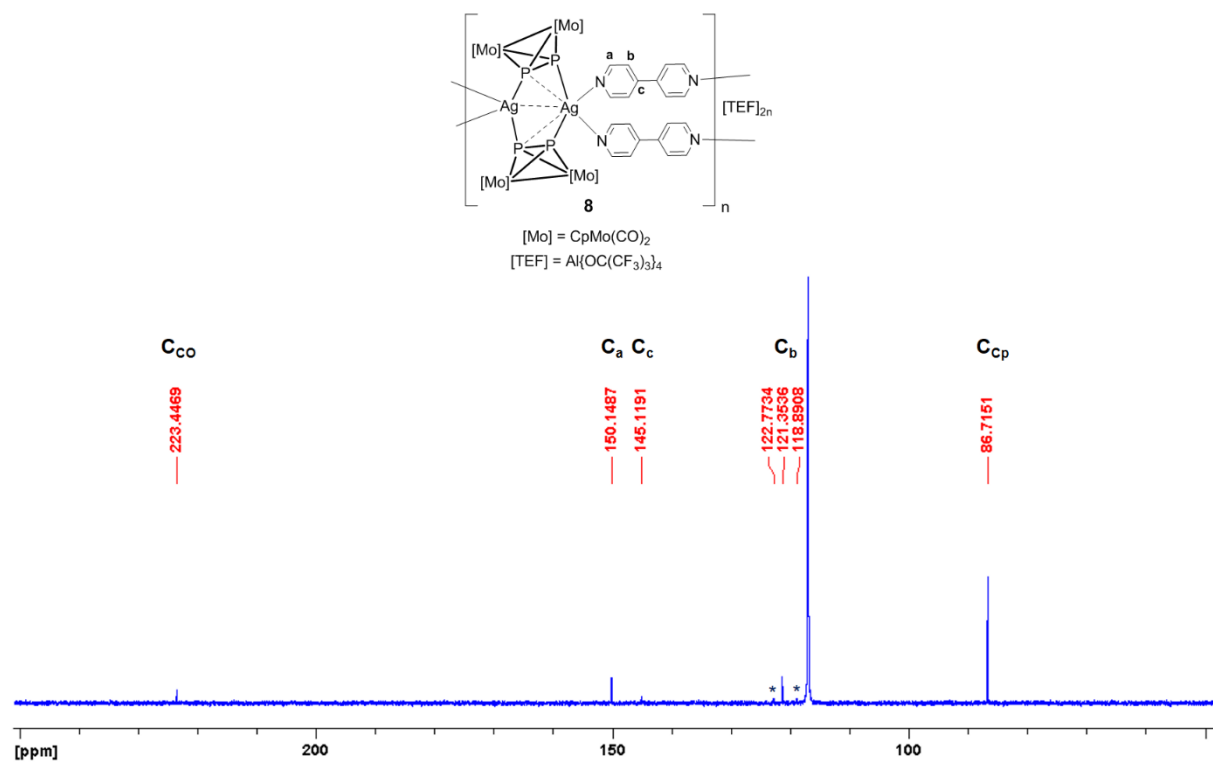 [Mo] [Mo]
[Mo] a b
P P N N
c
Ag Ag [TEF]2n
P P N N
[Mo] [Mo]
8 n
[Mo] = CpMo(CO)2
[TEF] = Al{OC(CF3)3}4
CCO Ca Cc Cb CCp
223.4469 150.1487 145.1191 122.7734 121.3536 118.8908 86.7151
* *
[ppm] 200 150 100